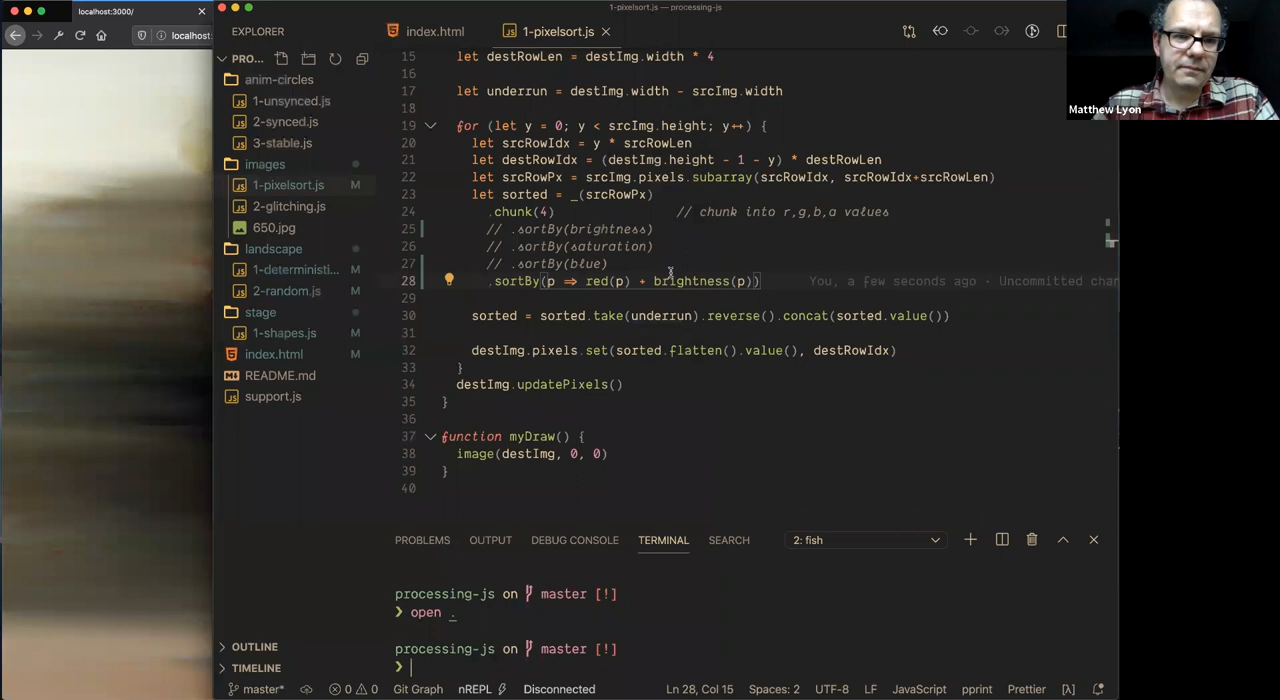 localhost:3000/
localhost
1-pixelsort.js — processing-js
EXPLORER
index.html
1-pixelsort.js
PRO...
anim-circles
1-unsynced.js
2-synced.js
3-stable.js
images
1-pixelsort.js M
2-glitching.js
650.jpg
landscape
1-deterministi... M
2-random.js M
stage
1-shapes.js M
index.html M
README.md
support.js
OUTLINE
TIMELINE
15 let destRowLen = destImg.width * 4
16
17 let underrun = destImg.width - srcImg.width
18
19 for (let y = 0; y < srcImg.height; y++) {
20 let srcRowIdx = y * srcRowLen
21 let destRowIdx = (destImg.height - 1 - y) * destRowLen
22 let srcRowPx = srcImg.pixels.subarray(srcRowIdx, srcRowIdx+srcRowLen)
23 let sorted = _(srcRowPx)
24 .chunk(4) // chunk into r,g,b,a values
25 // .sortBy(brightness)
26 // .sortBy(saturation)
27 // .sortBy(blue)
28 .sortBy(p => red(p) + brightness(p)) You, a few seconds ago · Uncommitted char
29
30 sorted = sorted.take(underrun).reverse().concat(sorted.value())
31
32 destImg.pixels.set(sorted.flatten().value(), destRowIdx)
33 }
34 destImg.updatePixels()
35 }
36
37 function myDraw() {
38 image(destImg, 0, 0)
39 }
40
PROBLEMS OUTPUT DEBUG CONSOLE TERMINAL SEARCH 2: fish
processing-js on master [!]
❯ open .
processing-js on master [!]
❯
master* 0 0 Git Graph nREPL Disconnected Ln 28, Col 15 Spaces: 2 UTF-8 LF JavaScript pprint Prettier [λ]
Matthew Lyon